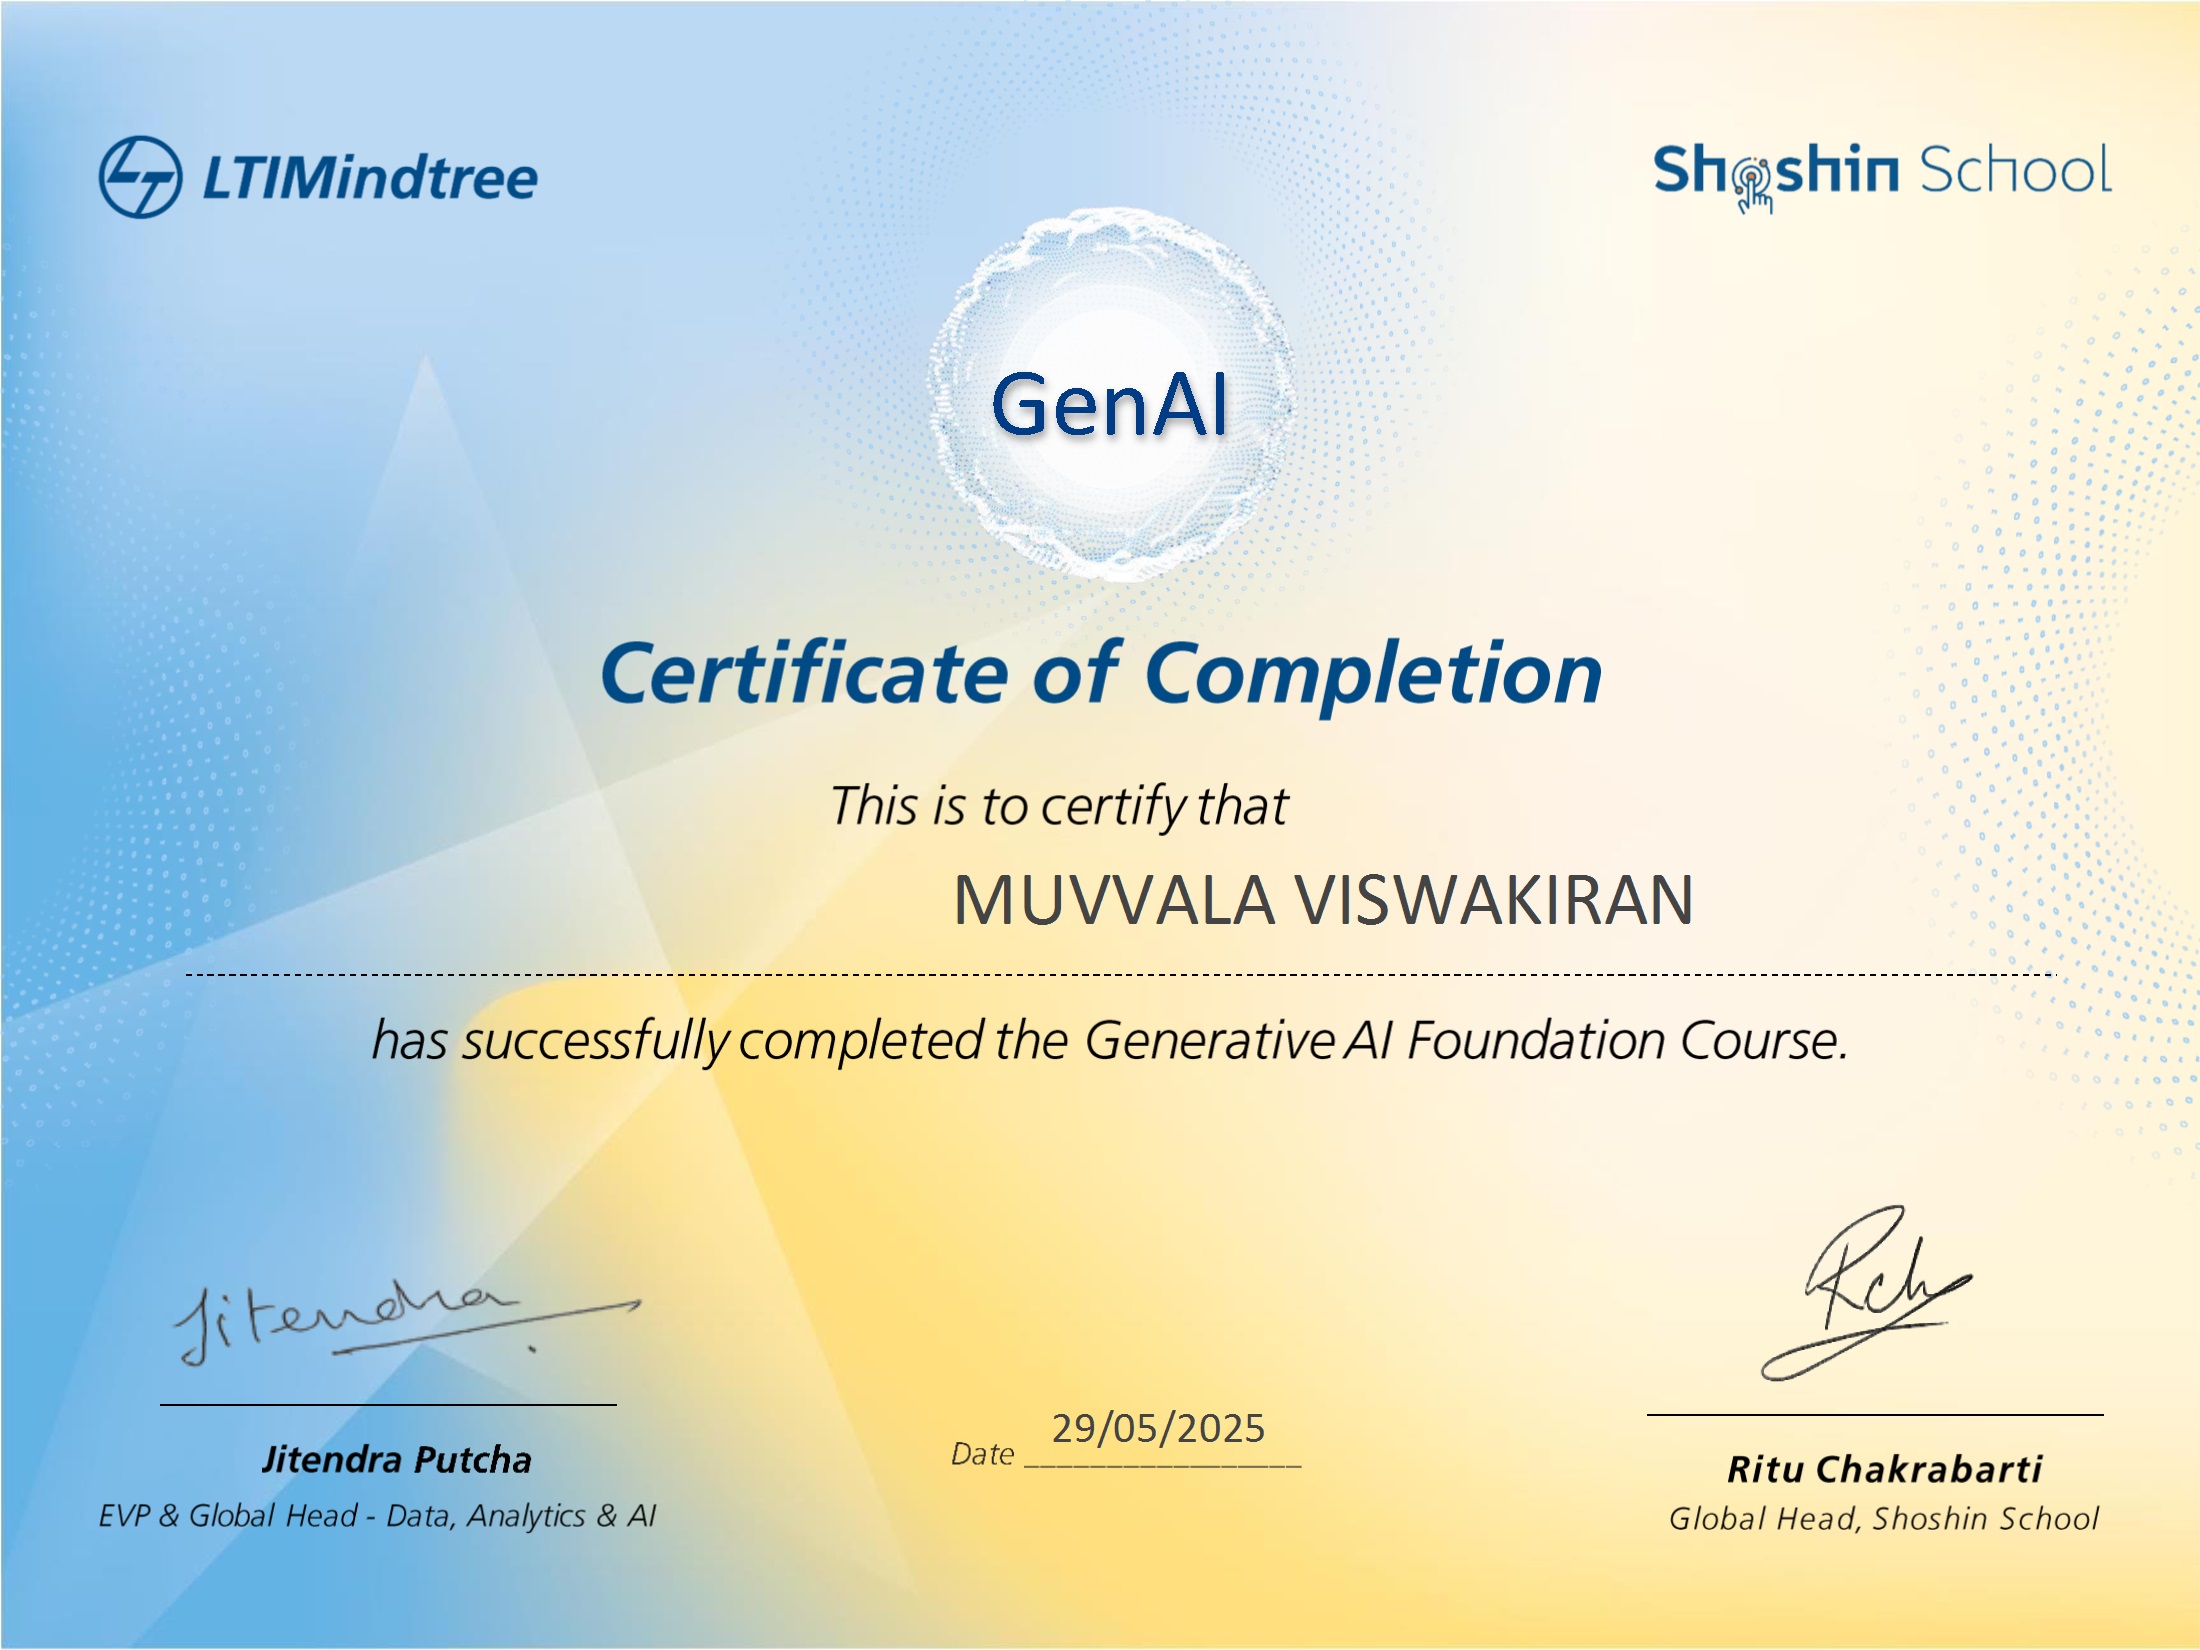 LTIMindtree
Shoshin School
GenAI
Certificate of Completion
This is to certify that
MUVVALA VISWAKIRAN
has successfully completed the Generative AI Foundation Course.
Jitendra
Rch
Jitendra Putcha
EVP & Global Head - Data, Analytics & AI
Date 29/05/2025
Ritu Chakrabarti
Global Head, Shoshin School